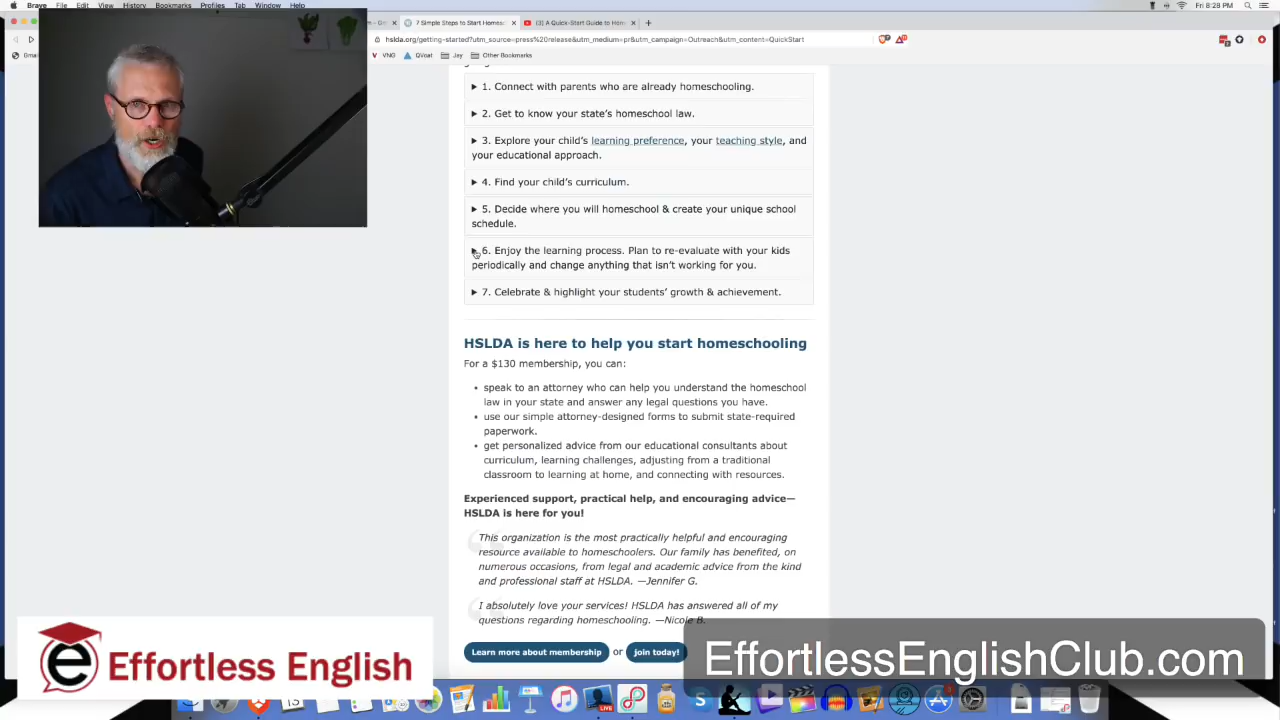 Brave File Edit View History Bookmarks Profiles Tab Window Help
Fri 8:28 PM
7 Simple Steps to Start Homesc
(3) A Quick-Start Guide to Hom
hslda.org/getting-started?utm_source=press%20release&utm_medium=pr&utm_campaign=Outreach&utm_content=QuickStart
Gmai
VNG QVoat Jay Other Bookmarks
1. Connect with parents who are already homeschooling.
2. Get to know your state’s homeschool law.
3. Explore your child’s learning preference, your teaching style, and
your educational approach.
4. Find your child’s curriculum.
5. Decide where you will homeschool & create your unique school
schedule.
6. Enjoy the learning process. Plan to re-evaluate with your kids
periodically and change anything that isn’t working for you.
7. Celebrate & highlight your students’ growth & achievement.
HSLDA is here to help you start homeschooling
For a $130 membership, you can:
• speak to an attorney who can help you understand the homeschool
law in your state and answer any legal questions you have.
• use our simple attorney-designed forms to submit state-required
paperwork.
• get personalized advice from our educational consultants about
curriculum, learning challenges, adjusting from a traditional
classroom to learning at home, and connecting with resources.
Experienced support, practical help, and encouraging advice—
HSLDA is here for you!
This organization is the most practically helpful and encouraging
resource available to homeschoolers. Our family has benefited, on
numerous occasions, from legal and academic advice from the kind
and professional staff at HSLDA. —Jennifer G.
I absolutely love your services! HSLDA has answered all of my
questions regarding homeschooling. —Nicole B.
Learn more about membership or join today!
e Effortless English
EffortlessEnglishClub.com
LIVE